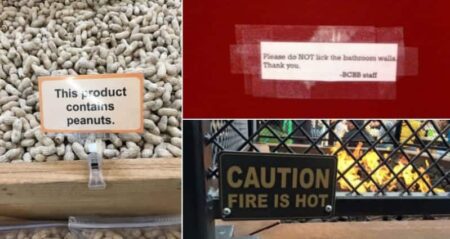 This product
contains
peanuts.
Please do NOT lick the bathroom walls.
Thank you.
-BCBB staff
CAUTION
FIRE IS HOT